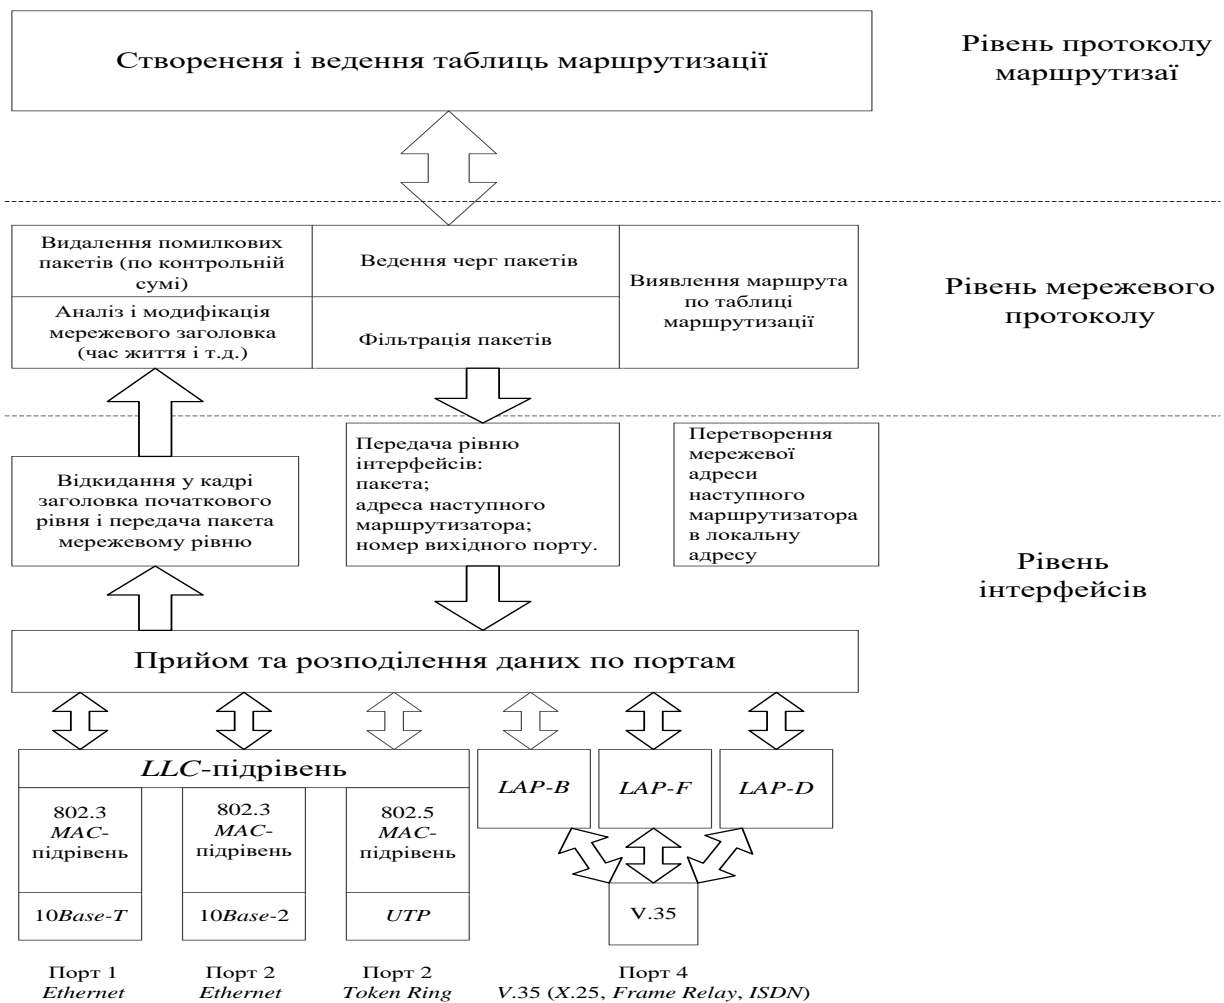 Створененя і ведення таблиць маршрутизації
Рівень протоколу
маршрутизаї
Видалення помилкових
пакетів (по контрольній
сумі)
Ведення черг пакетів
Виявлення маршрута
по таблиці
маршрутизації
Аналіз і модифікація
мережевого заголовка
(час життя і т.д.)
Фільтрація пакетів
Рівень мережевого
протоколу
Відкидання у кадрі
заголовка початкового
рівня і передача пакета
мережевому рівню
Передача рівню
інтерфейсів:
пакета;
адреса наступного
маршрутизатора;
номер вихідного порту.
Перетворення
мережевої
адреси
наступного
маршрутизатора
в локальну
адресу
Рівень
інтерфейсів
Прийом та розподілення даних по портам
LLC-підрівень
802.3
MAC-
підрівень
802.3
MAC-
підрівень
802.5
MAC-
підрівень
LAP-B
LAP-F
LAP-D
10Base-T
10Base-2
UTP
V.35
Порт 1
Ethernet
Порт 2
Ethernet
Порт 2
Token Ring
Порт 4
V.35 (X.25, Frame Relay, ISDN)